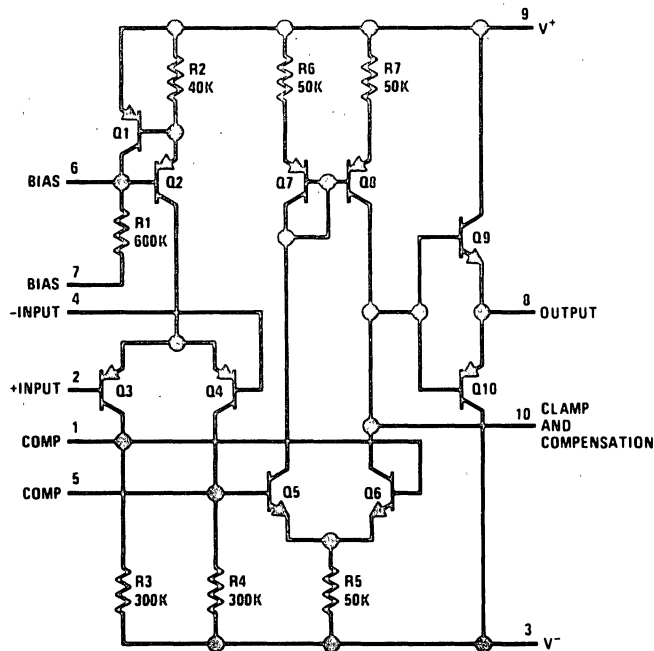 9
V+
R2
40K
R6
50K
R7
50K
Q1
6
BIAS
Q2
Q7
Q8
R1
600K
Q9
7
BIAS
4
-INPUT
8
OUTPUT
2
+INPUT
Q3
Q4
Q10
1
COMP
10
CLAMP
AND
COMPENSATION
5
COMP
Q5
Q6
R3
300K
R4
300K
R5
50K
3
V-